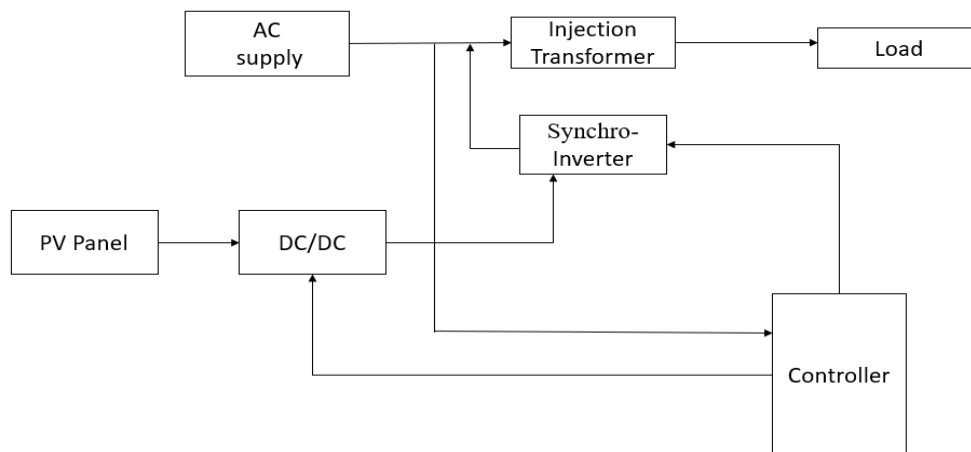 AC
supply
Injection
Transformer
Load
Synchro-
Inverter
PV Panel
DC/DC
Controller